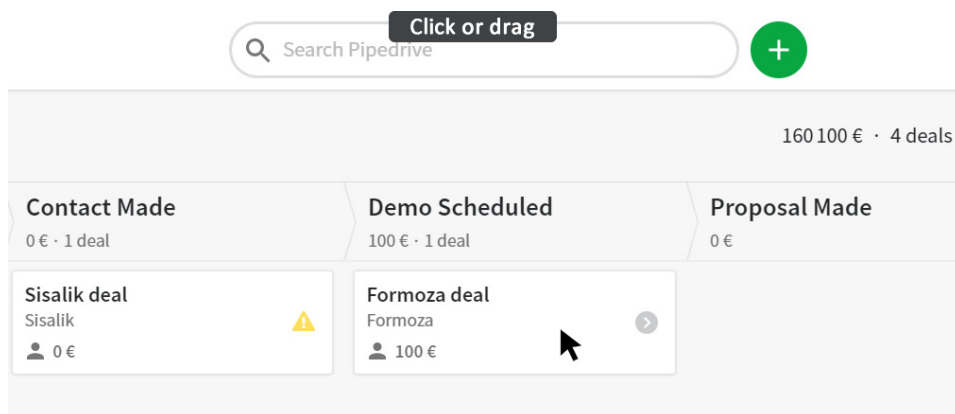 Click or drag
Search Pipedrive
160 100 € · 4 deals
Contact Made
0 € · 1 deal
Demo Scheduled
100 € · 1 deal
Proposal Made
0 €
Sisalik deal
Sisalik
0 €
Formoza deal
Formoza
100 €